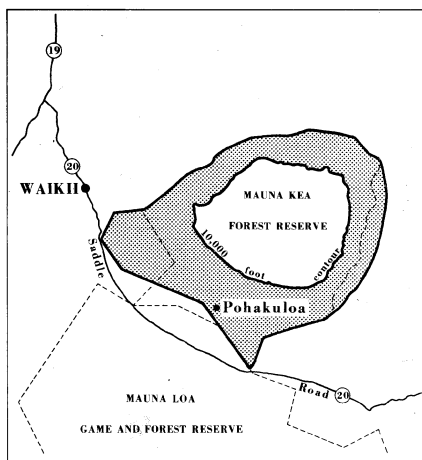 19
20
WAIKII
MAUNA KEA
FOREST RESERVE
10,000 foot contour
Saddle Road
Pohakuloa
20
MAUNA LOA
GAME AND FOREST RESERVE